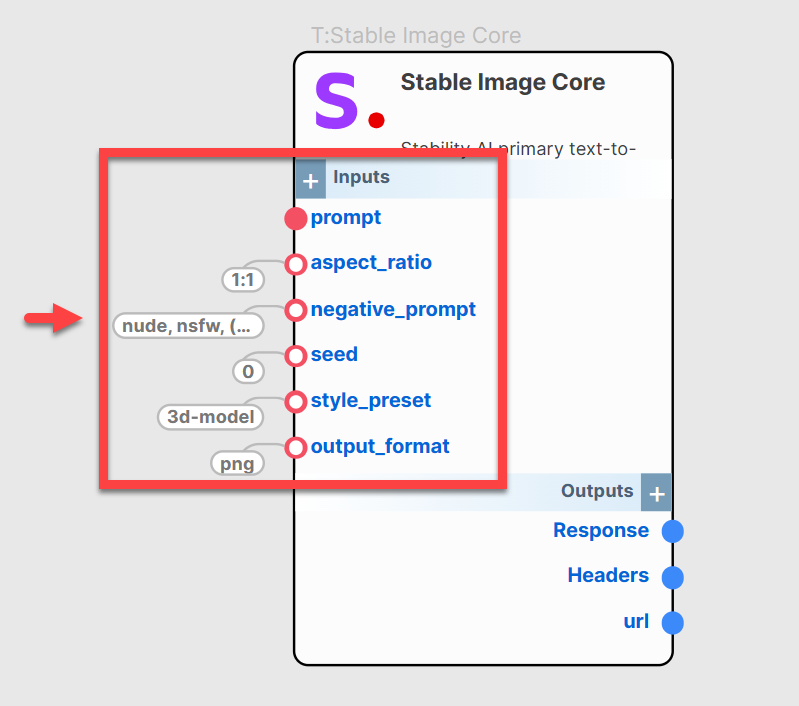 T:Stable Image Core
S.
Stable Image Core
Stability AI primary text-to-
+ Inputs
prompt
1:1 aspect_ratio
nude, nsfw, (... negative_prompt
0 seed
3d-model style_preset
png output_format
Outputs +
Response
Headers
url